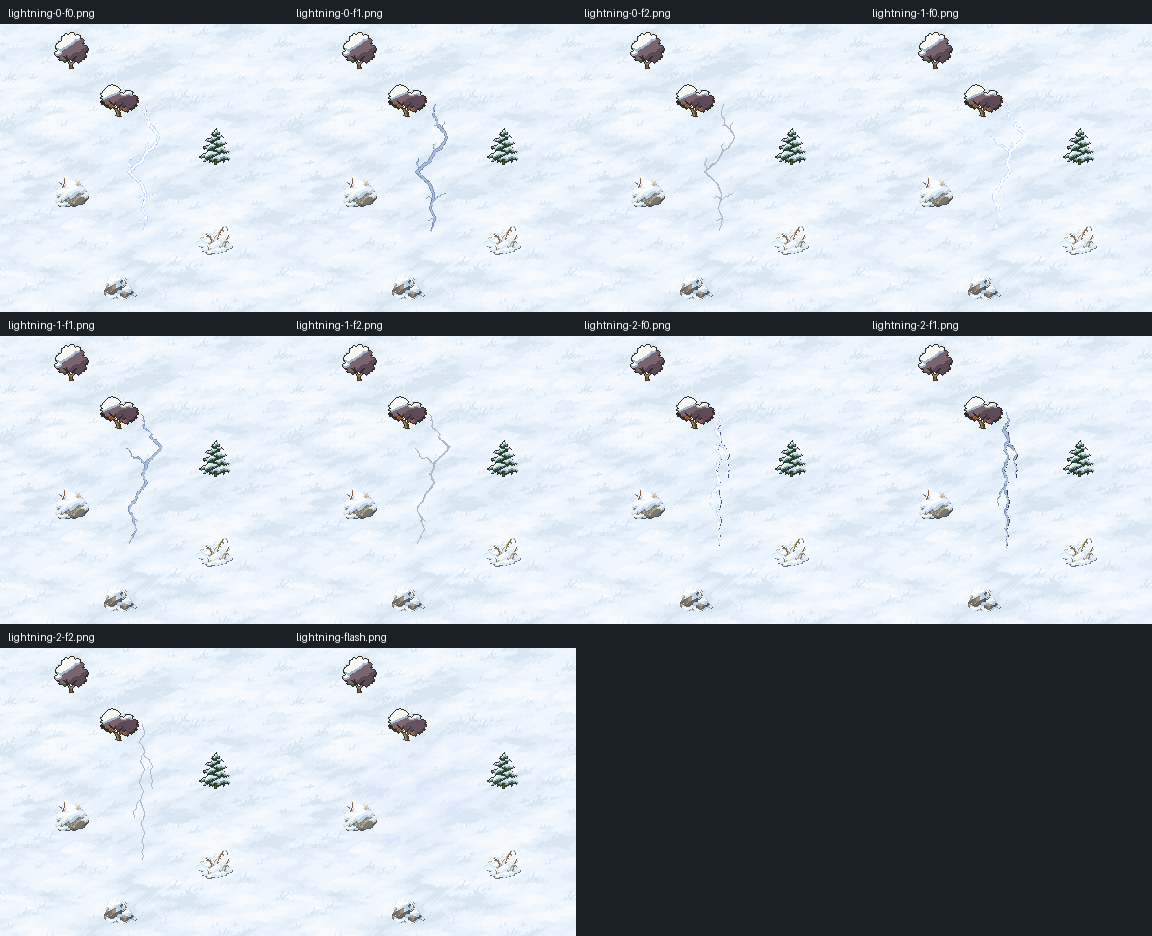 lightning-0-f0.png
lightning-0-f1.png
lightning-0-f2.png
lightning-1-f0.png
lightning-1-f1.png
lightning-1-f2.png
lightning-2-f0.png
lightning-2-f1.png
lightning-2-f2.png
lightning-flash.png